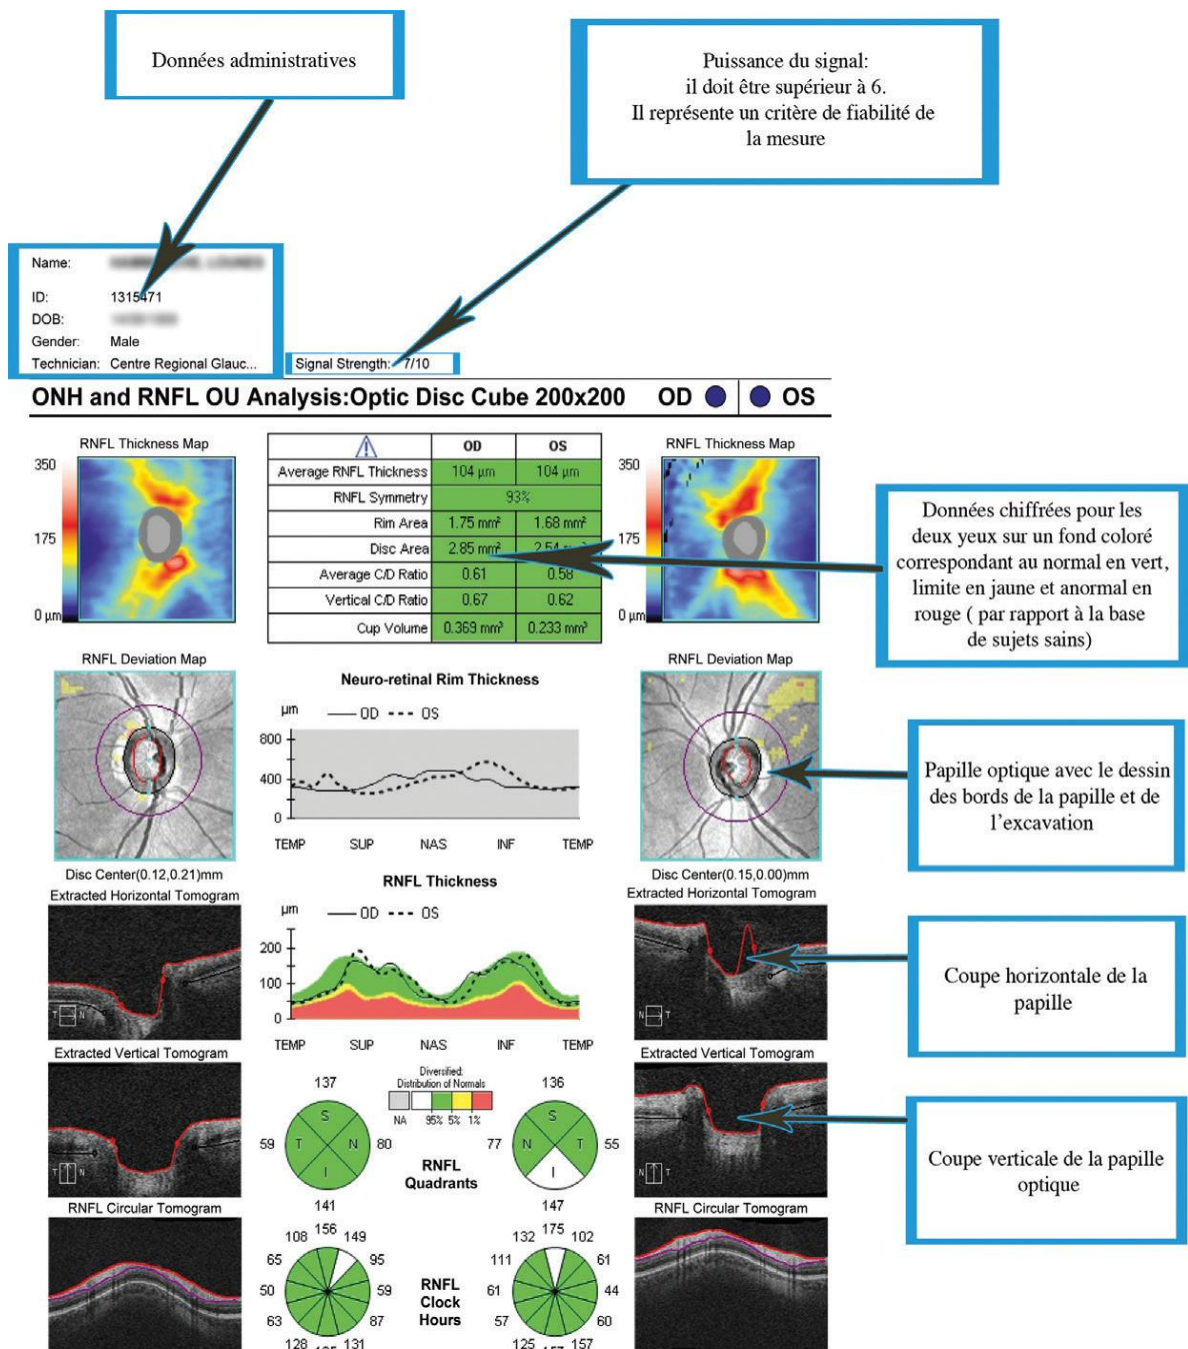 Données administratives
Puissance du signal:
il doit être supérieur à 6.
Il représente un critère de fiabilité de
la mesure
Name:
ID: 1315471
DOB:
Gender: Male
Technician: Centre Regional Glauc...
Signal Strength: 7/10
ONH and RNFL OU Analysis:Optic Disc Cube 200x200 OD OS
RNFL Thickness Map
350
175
0 µm
OD OS
Average RNFL Thickness 104 µm 104 µm
RNFL Symmetry 93%
Rim Area 1.75 mm² 1.68 mm²
Disc Area 2.85 mm² 2.54
Average C/D Ratio 0.61 0.58
Vertical C/D Ratio 0.67 0.62
Cup Volume 0.369 mm³ 0.233 mm³
RNFL Thickness Map
350
175
0 µm
Données chiffrées pour les
deux yeux sur un fond coloré
correspondant au normal en vert,
limite en jaune et anormal en
rouge ( par rapport à la base
de sujets sains)
RNFL Deviation Map
Disc Center(0.12,0.21)mm
Neuro-retinal Rim Thickness
µm OD OS
800
400
0
TEMP SUP NAS INF TEMP
RNFL Deviation Map
Disc Center(0.15,0.00)mm
Papille optique avec le dessin
des bords de la papille et de
l’excavation
Extracted Horizontal Tomogram
T N
RNFL Thickness
µm OD OS
200
100
0
TEMP SUP NAS INF TEMP
Extracted Horizontal Tomogram
N T
Coupe horizontale de la
papille
Extracted Vertical Tomogram
T N
Diversified:
Distribution of Normals
NA 95% 5% 1%
137
59 S T N I 80
141
RNFL
Quadrants
136
77 S N T I 55
147
Extracted Vertical Tomogram
N T
Coupe verticale de la papille
optique
RNFL Circular Tomogram
156
108 149
65 95
50 59
63 87
128 131
RNFL
Clock
Hours
175
132 102
111 61
61 44
57 60
125 157
RNFL Circular Tomogram